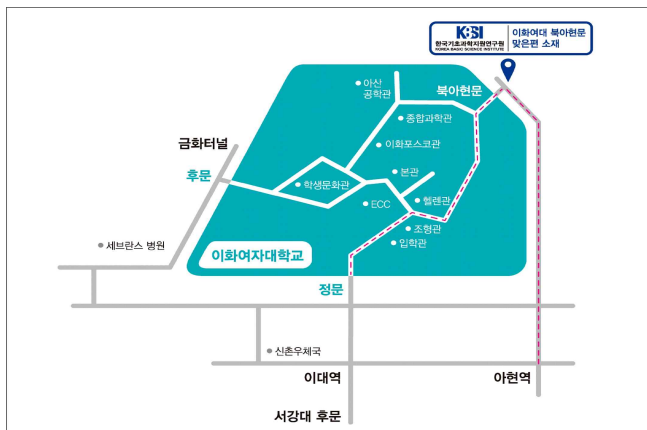 KBSI
한국기초과학지원연구원
KOREA BASIC SCIENCE INSTITUTE
이화여대 북아현문
맞은편 소재
아산
공학관
북아현문
종합과학관
금화터널
이화포스코관
후문
본관
학생문화관
ECC
헬렌관
조형관
세브란스 병원
이화여자대학교
입학관
정문
신촌우체국
이대역
아현역
서강대 후문